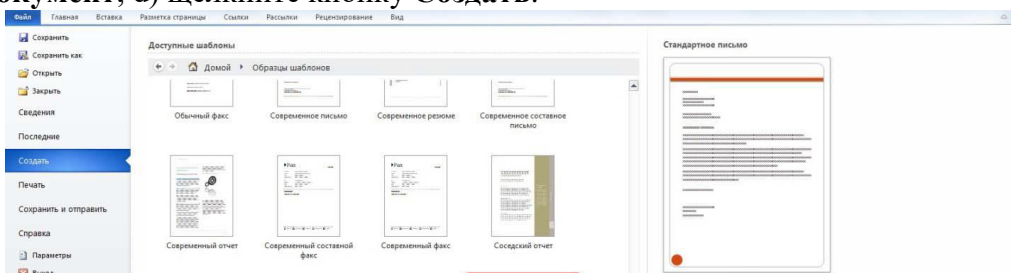 документ; d) щелкните кнопку Создать.
Файл Главная Вставка Разметка страницы Ссылки Рассылки Рецензирование Вид
Сохранить
Сохранить как
Открыть
Закрыть
Сведения
Последние
Создать
Печать
Сохранить и отправить
Справка
Параметры
Выход
Доступные шаблоны
Домой Образцы шаблонов
Обычный факс
Современное письмо
Современное резюме
Современное составное
письмо
Современный отчет
Современный составной
факс
Современный факс
Соседский отчет
Стандартное письмо